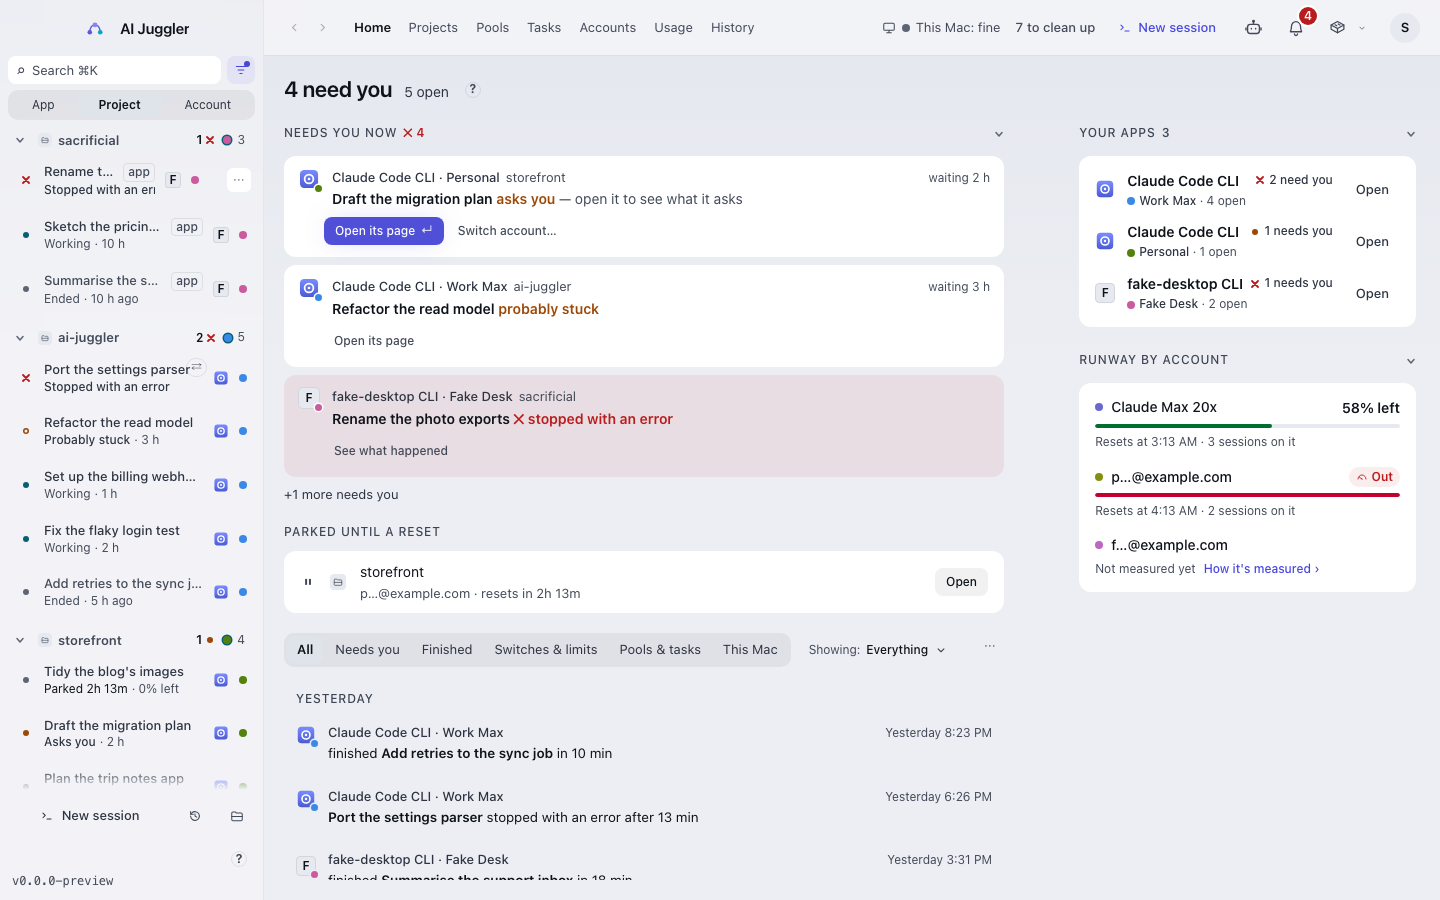 AI Juggler
Search ⌘K
App Project Account
sacrificial 1 3
Rename t... app F
Stopped with an err
Sketch the pricin... app F
Working · 10 h
Summarise the s... app F
Ended · 10 h ago
ai-juggler 2 5
Port the settings parser
Stopped with an error
Refactor the read model
Probably stuck · 3 h
Set up the billing webh...
Working · 1 h
Fix the flaky login test
Working · 2 h
Add retries to the sync j...
Ended · 5 h ago
storefront 1 4
Tidy the blog's images
Parked 2h 13m · 0% left
Draft the migration plan
Asks you · 2 h
Plan the trip notes app
New session
?
v0.0.0-preview
Home Projects Pools Tasks Accounts Usage History
This Mac: fine 7 to clean up New session 4 S
4 need you 5 open ?
NEEDS YOU NOW 4
Claude Code CLI · Personal storefront waiting 2 h
Draft the migration plan asks you — open it to see what it asks
Open its page ↵ Switch account...
Claude Code CLI · Work Max ai-juggler waiting 3 h
Refactor the read model probably stuck
Open its page
F fake-desktop CLI · Fake Desk sacrificial
Rename the photo exports stopped with an error
See what happened
+1 more needs you
PARKED UNTIL A RESET
storefront
p...@example.com · resets in 2h 13m
Open
All Needs you Finished Switches & limits Pools & tasks This Mac Showing: Everything ...
YESTERDAY
Claude Code CLI · Work Max Yesterday 8:23 PM
finished Add retries to the sync job in 10 min
Claude Code CLI · Work Max Yesterday 6:26 PM
Port the settings parser stopped with an error after 13 min
F fake-desktop CLI · Fake Desk Yesterday 3:31 PM
finished Summarise the support inbox in 18 min
YOUR APPS 3
Claude Code CLI 2 need you Open
Work Max · 4 open
Claude Code CLI 1 needs you Open
Personal · 1 open
F fake-desktop CLI 1 needs you Open
Fake Desk · 2 open
RUNWAY BY ACCOUNT
Claude Max 20x 58% left
Resets at 3:13 AM · 3 sessions on it
p...@example.com Out
Resets at 4:13 AM · 2 sessions on it
f...@example.com
Not measured yet How it's measured ›